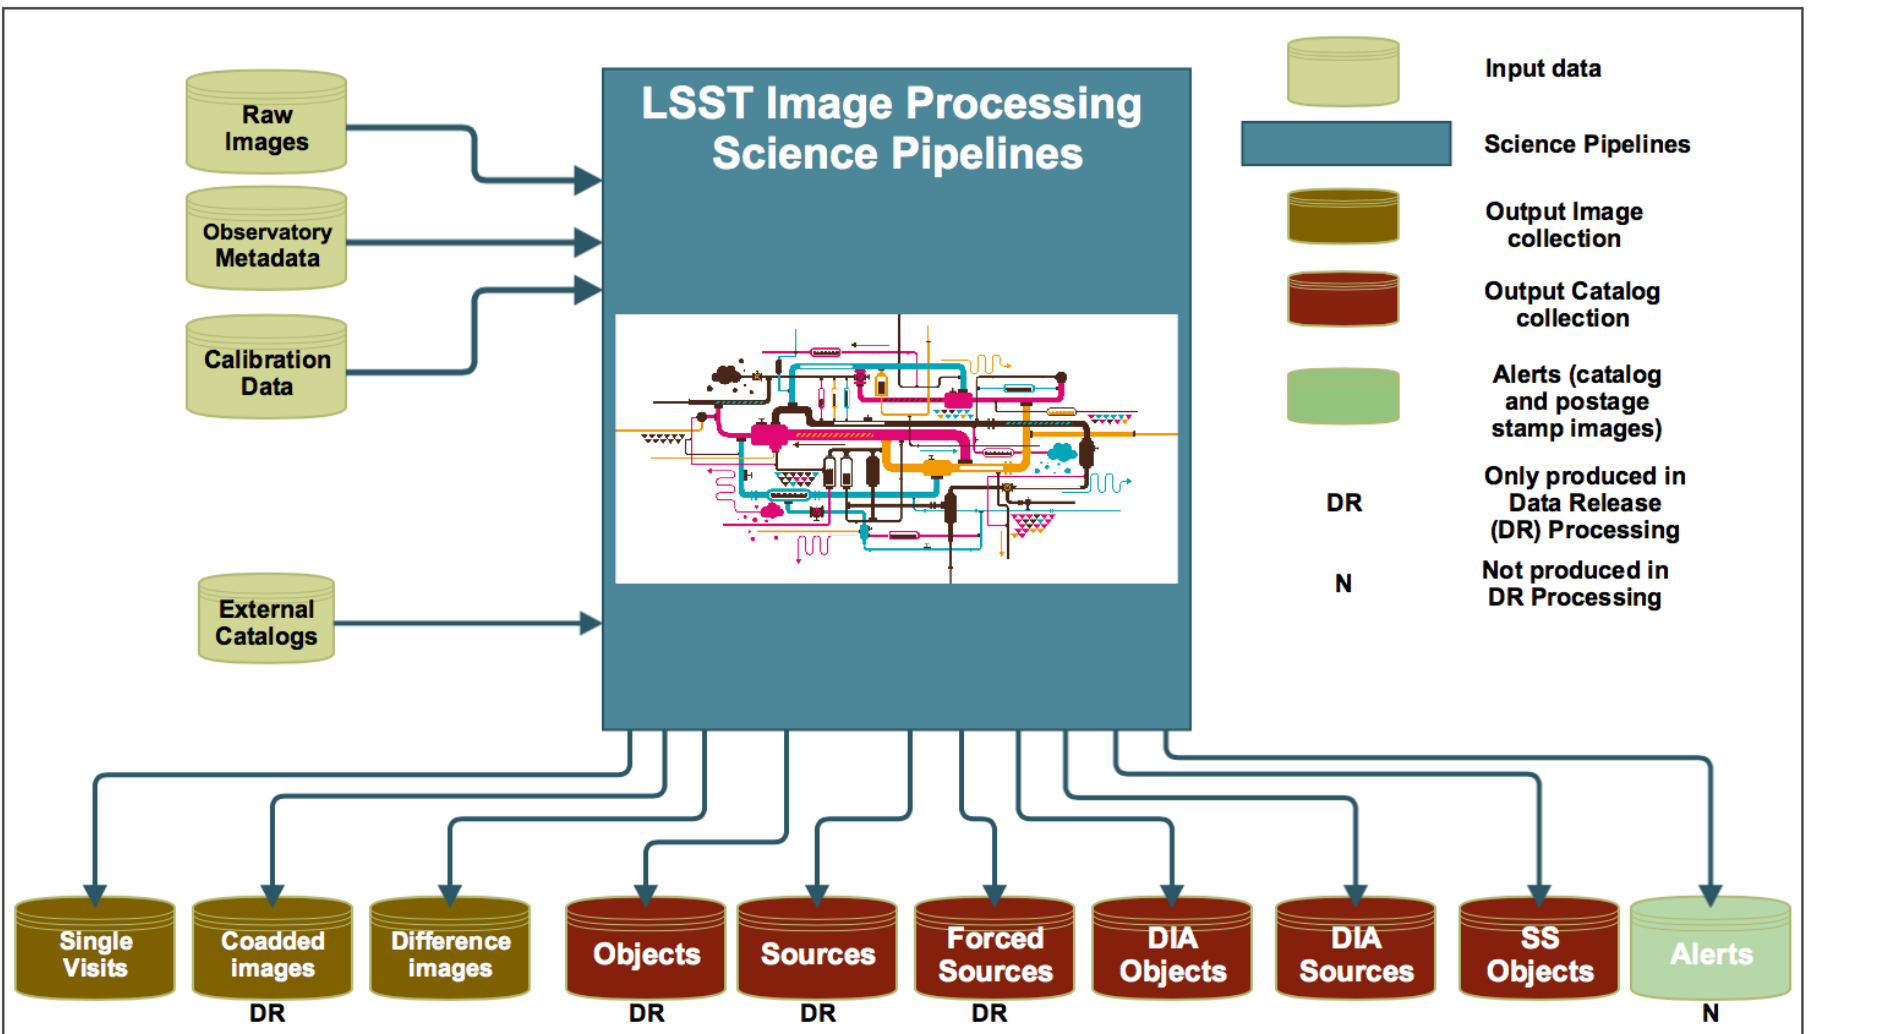 LSST Image Processing
Science Pipelines
Raw
Images
Observatory
Metadata
Calibration
Data
External
Catalogs
Input data
Science Pipelines
Output Image
collection
Output Catalog
collection
Alerts (catalog
and postage
stamp images)
DR
Only produced in
Data Release
(DR) Processing
N
Not produced in
DR Processing
Single
Visits
Coadded
images
DR
Difference
images
Objects
DR
Sources
DR
Forced
Sources
DR
DIA
Objects
DIA
Sources
SS
Objects
Alerts
N